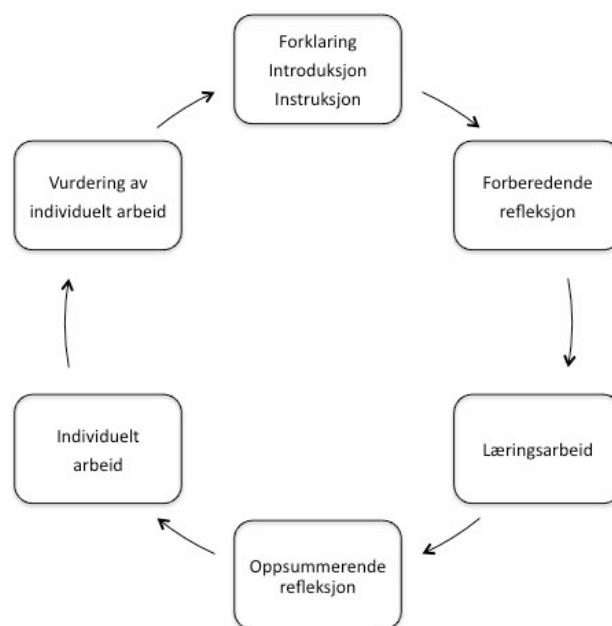 Forklaring
Introduksjon
Instruksjon
Forberedende
refleksjon
Læringsarbeid
Oppsummerende
refleksjon
Individuelt
arbeid
Vurdering av
individuelt arbeid